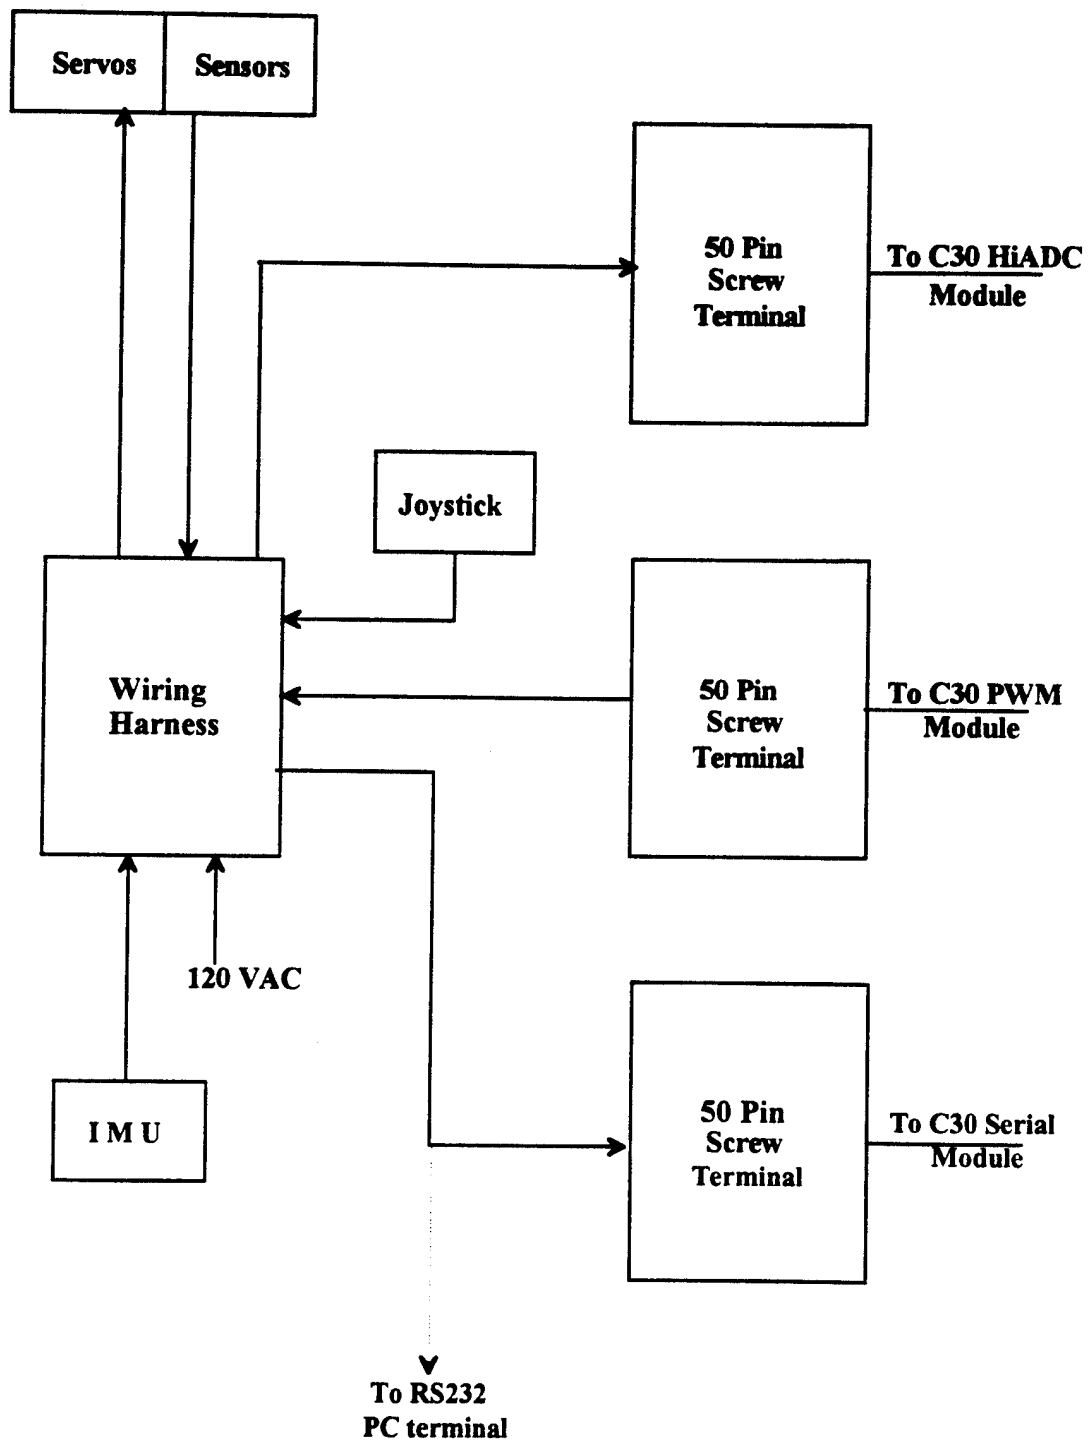 Servos
Sensors
50 Pin
Screw
Terminal
To C30 HiADC
Module
Joystick
Wiring
Harness
50 Pin
Screw
Terminal
To C30 PWM
Module
120 VAC
I M U
50 Pin
Screw
Terminal
To C30 Serial
Module
To RS232
PC terminal